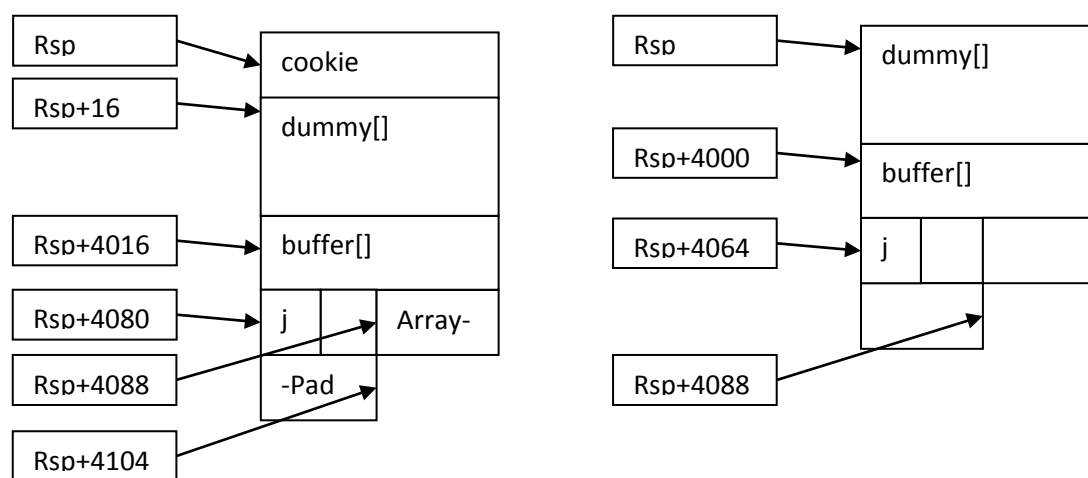 Rsp
cookie
Rsp+16
dummy[]
Rsp+4016
buffer[]
Rsp+4080
j
Array-
Rsp+4088
-Pad
Rsp+4104
Rsp
dummy[]
Rsp+4000
buffer[]
Rsp+4064
j
Rsp+4088